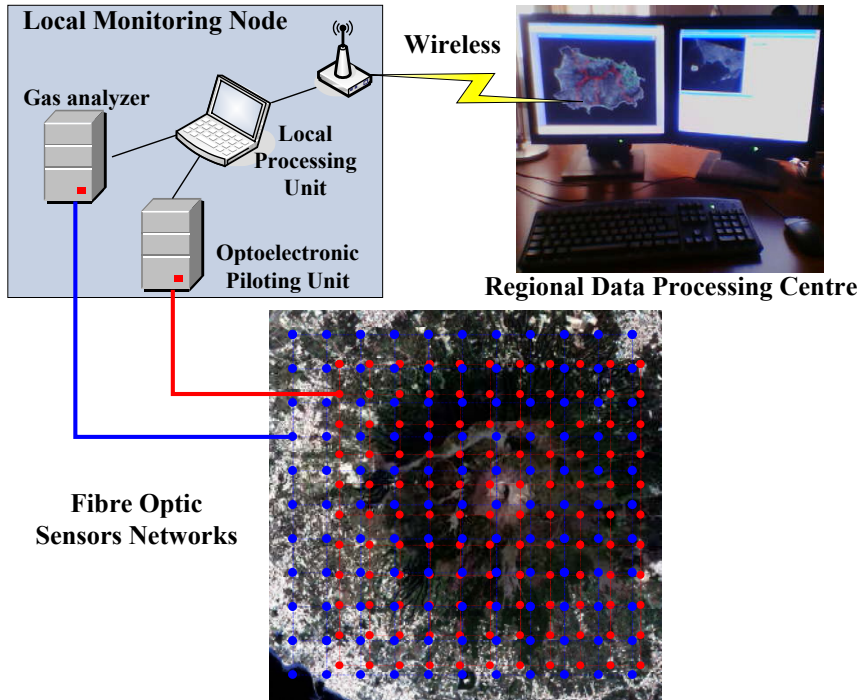 Local Monitoring Node
Gas analyzer
Local
Processing
Unit
Optoelectronic
Piloting Unit
Wireless
Regional Data Processing Centre
Fibre Optic
Sensors Networks